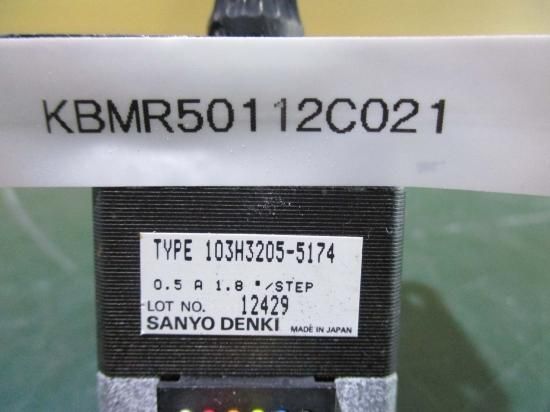 KBMR50112C021
TYPE 103H3205-5174
0.5 A 1.8 °/STEP
LOT NO. 12429
SANYO DENKI MADE IN JAPAN